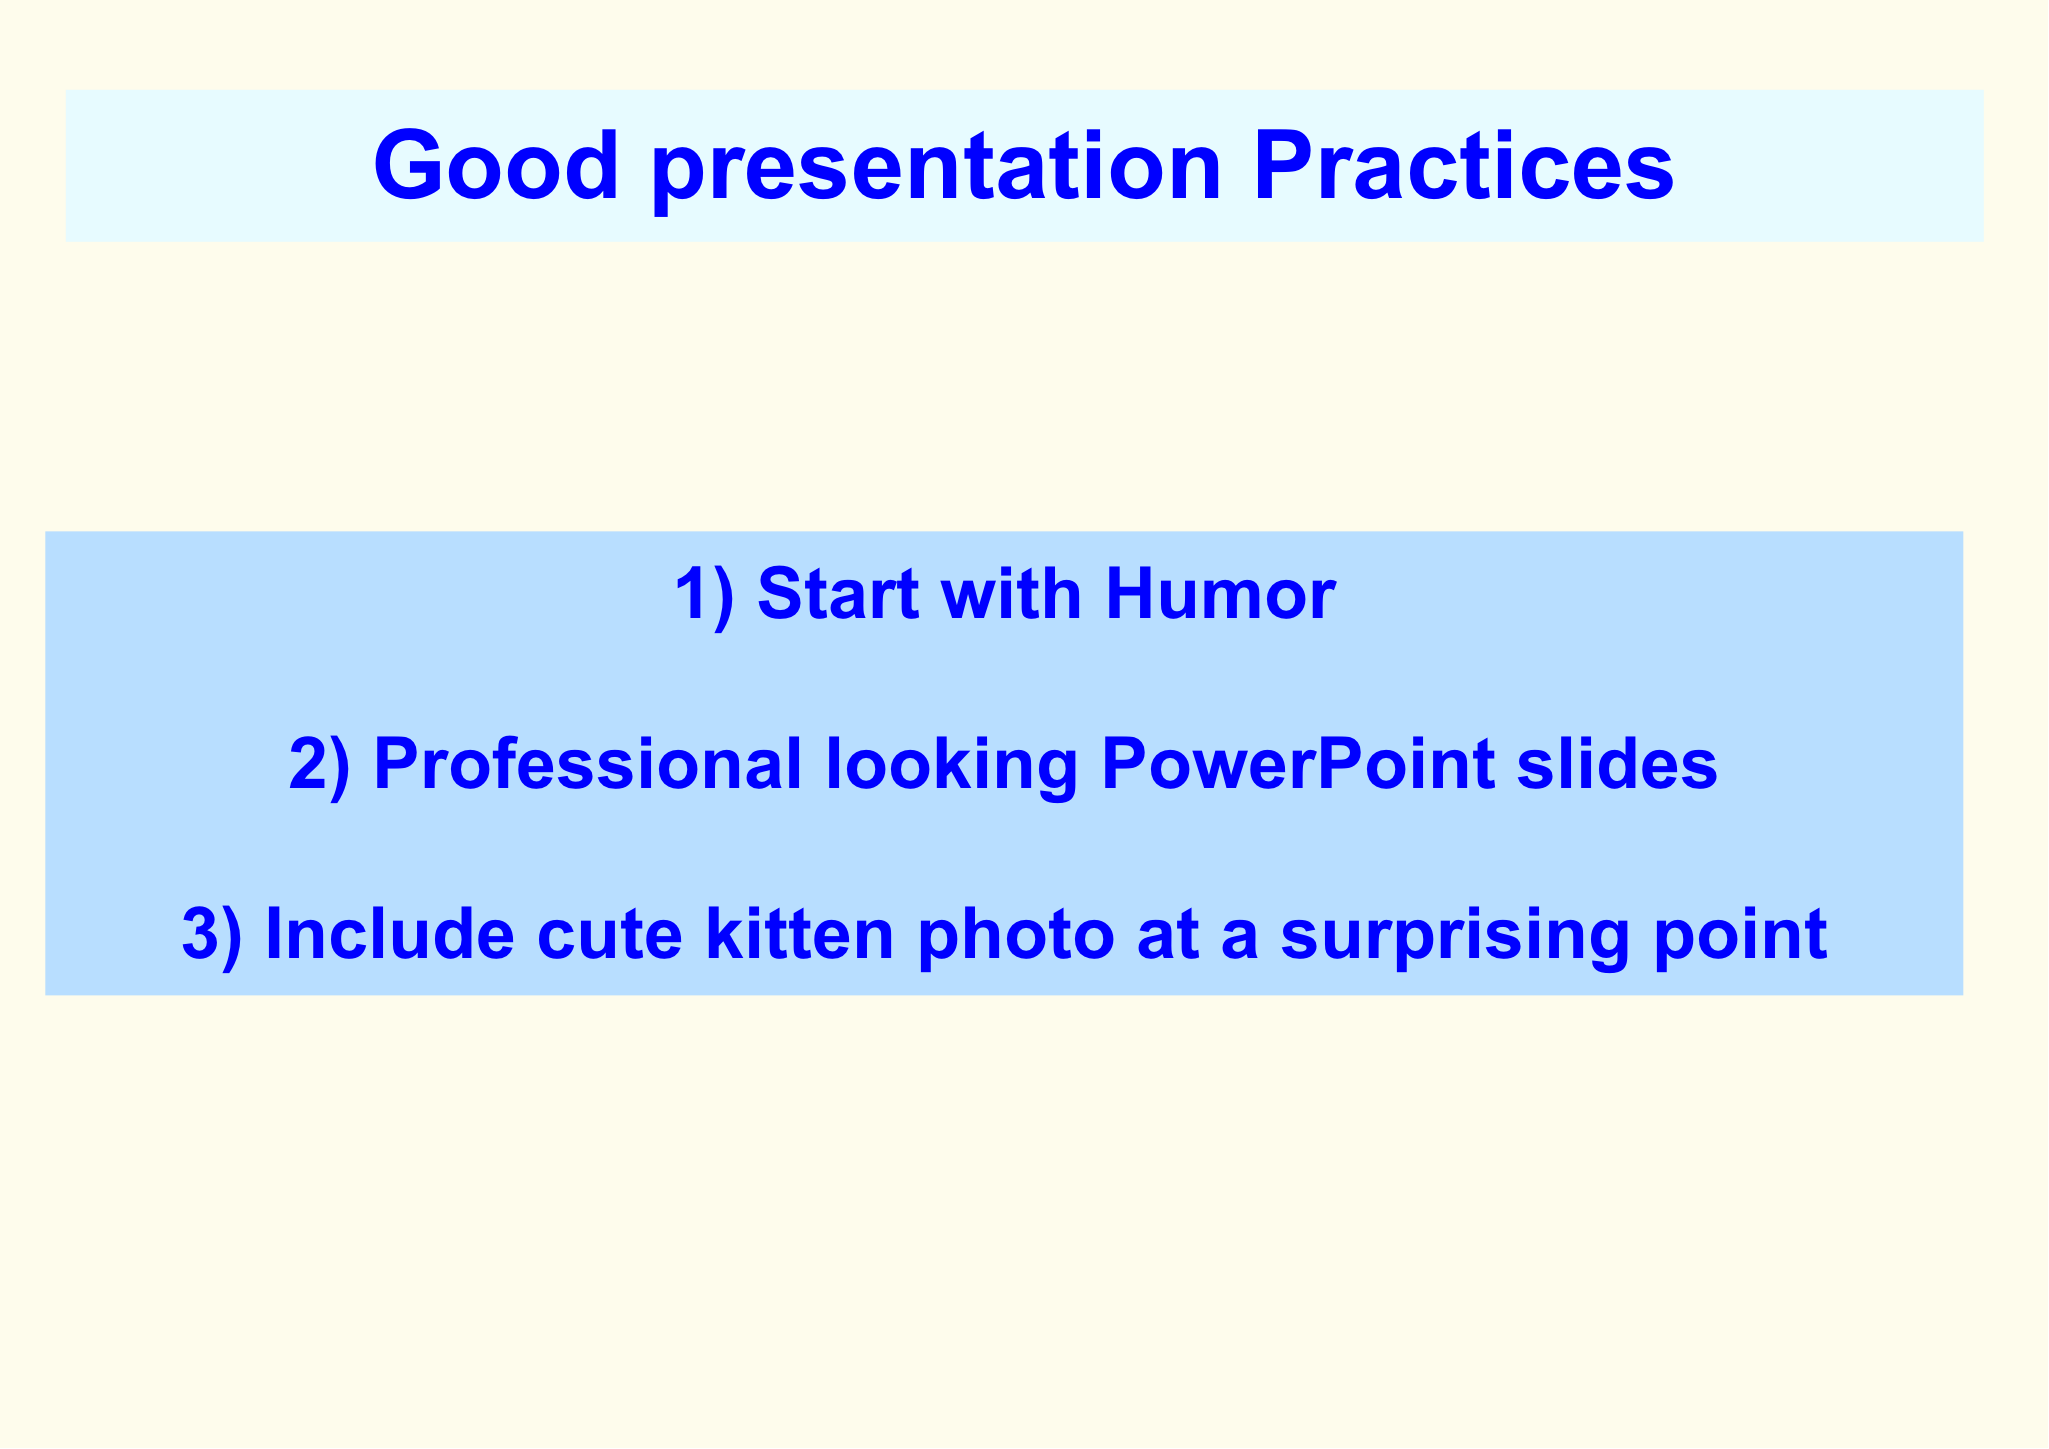 Good presentation Practices
1) Start with Humor
2) Professional looking PowerPoint slides
3) Include cute kitten photo at a surprising point